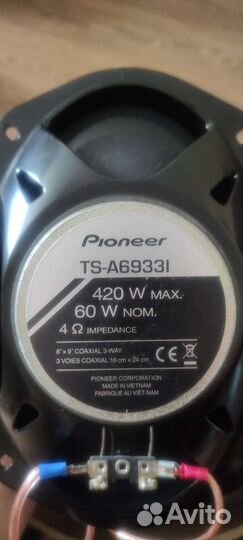 Pioneer
TS-A6933I
420 W MAX.
60 W NOM.
4 Ω IMPEDANCE
6" × 9" COAXIAL 3-WAY
3 VOIES COAXIAL 16 cm × 24 cm
CE
PIONEER CORPORATION
MADE IN VIETNAM
FABRIQUÉ AU VIÊT-NAM
Avito